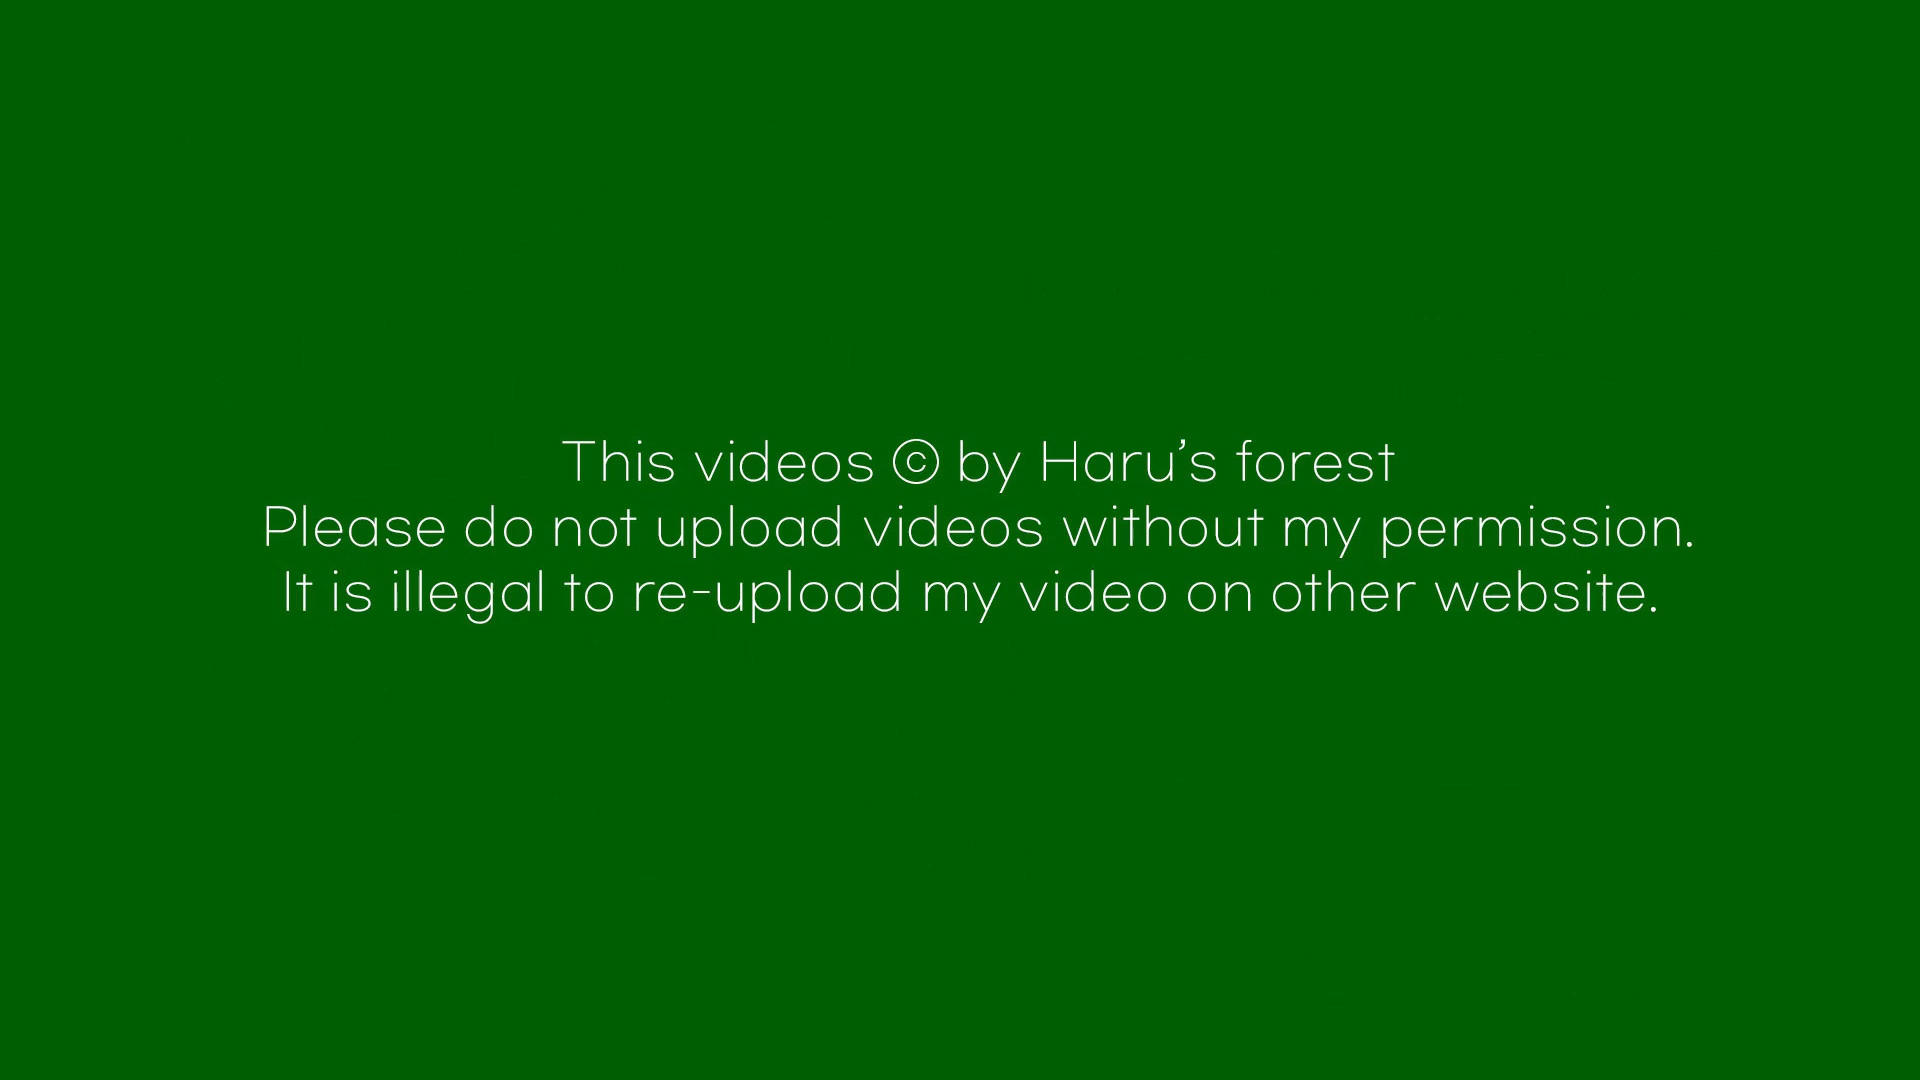 This videos © by Haru’s forest
Please do not upload videos without my permission.
It is illegal to re-upload my video on other website.